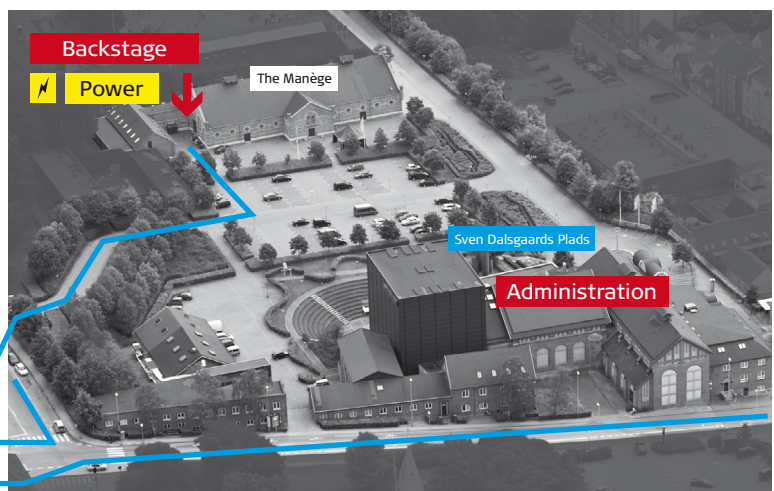 Backstage
Power
The Manège
Sven Dalsgaards Plads
Administration